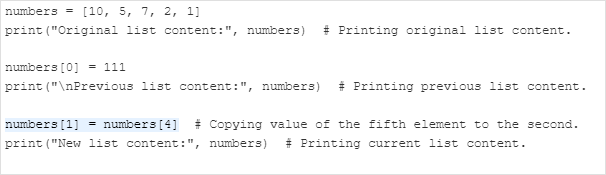 numbers = [10, 5, 7, 2, 1]
print("Original list content:", numbers)  # Printing original list content.
numbers[0] = 111
print("\nPrevious list content:", numbers)  # Printing previous list content.
numbers[1] = numbers[4]  # Copying value of the fifth element to the second.
print("New list content:", numbers)  # Printing current list content.